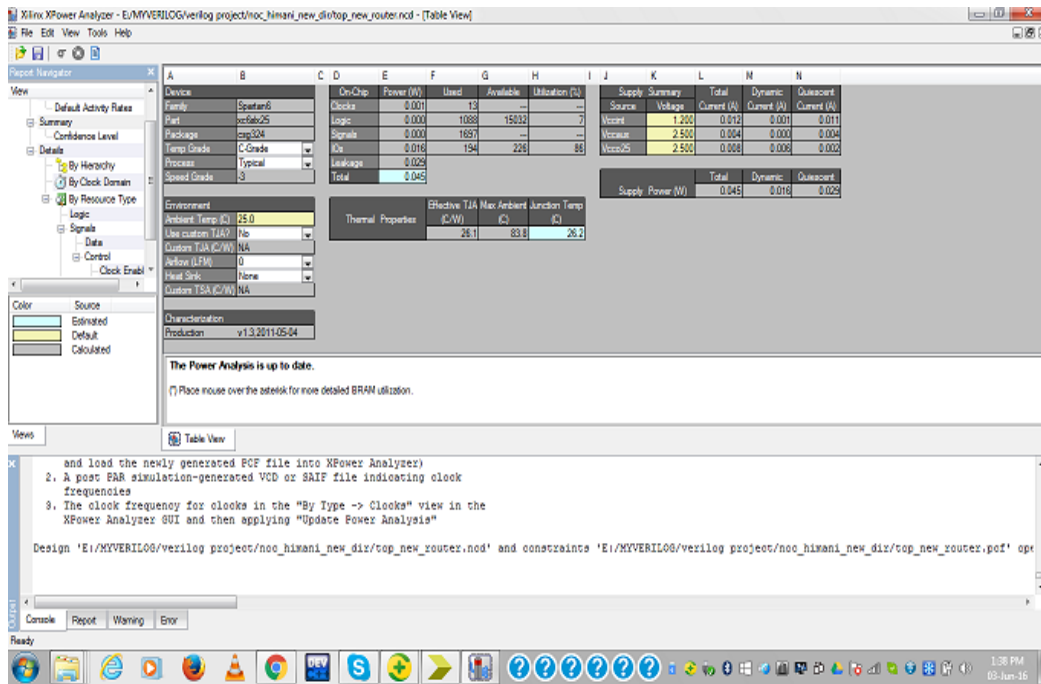 Xilinx XPower Analyzer - E:/MYVERILOG/verilog project/noc_himani_new_dir/top_new_router.ncd - [Table View]
File Edit View Tools Help
Report Navigator
View
Default Activity Rates
Summary
Confidence Level
Details
By Hierarchy
By Clock Domain
By Resource Type
Logic
Signals
Data
Control
Clock Enabl
Color Source
Estimated
Default
Calculated
Views
A B C D E F G H I J K L M N
Device
Family Spartan6
Part xc6slx25
Package csg324
Temp Grade C-Grade
Process Typical
Speed Grade -3
Environment
Ambient Temp (C) 25.0
Use custom TJA? No
Custom TJA (C/W) NA
Airflow (LFM) 0
Heat Sink None
Custom TSA (C/W) NA
Characterization
Production v1.3,2011-05-04
On-Chip Power (W) Used Available Utilization (%)
Clocks 0.001 13 --- ---
Logic 0.000 1088 15032 7
Signals 0.000 1697 --- ---
IOs 0.016 194 226 86
Leakage 0.029
Total 0.045
Effective TJA Max Ambient Junction Temp
Thermal Properties (C/W) (C) (C)
26.1 83.8 26.2
Supply Summary Total Dynamic Quiescent
Source Voltage Current (A) Current (A) Current (A)
Vccint 1.200 0.012 0.001 0.011
Vccaux 2.500 0.004 0.000 0.004
Vcco25 2.500 0.008 0.006 0.002
Total Dynamic Quiescent
Supply Power (W) 0.045 0.016 0.029
The Power Analysis is up to date.
(*) Place mouse over the asterisk for more detailed BRAM utilization.
Table View
and load the newly generated PCF file into XPower Analyzer)
2. A post PAR simulation-generated VCD or SAIF file indicating clock
frequencies
3. The clock frequency for clocks in the "By Type -> Clocks" view in the
XPower Analyzer GUI and then applying "Update Power Analysis"
Design 'E:/MYVERILOG/verilog project/noc_himani_new_dir/top_new_router.ncd' and constraints 'E:/MYVERILOG/verilog project/noc_himani_new_dir/top_new_router.pcf' ope
Output
Console Report Warning Error
Ready
DEV
1:38 PM
03-Jun-16